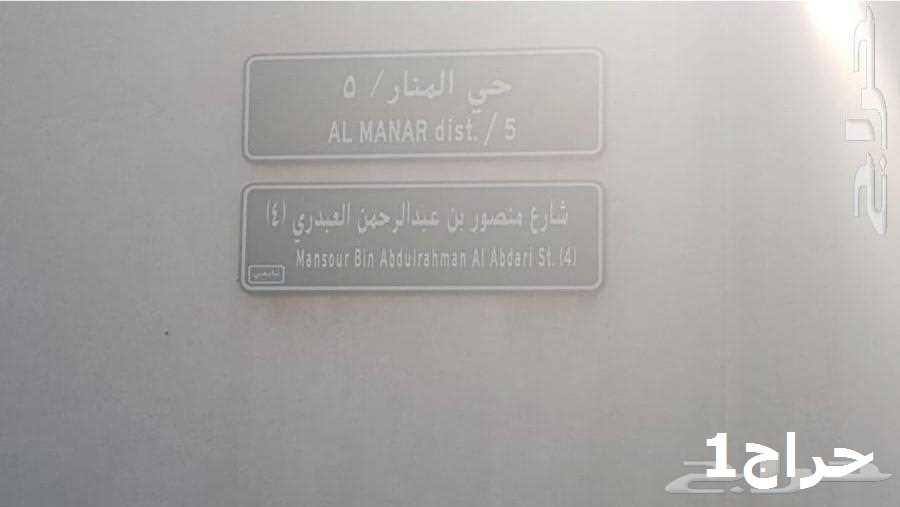 حي المنار / ٥
AL MANAR dist. / 5
شارع منصور بن عبدالرحمن العبدري (٤)
Mansour Bin Abdulrahman Al Abdari St. (4)
حراج
حراج1
حراج